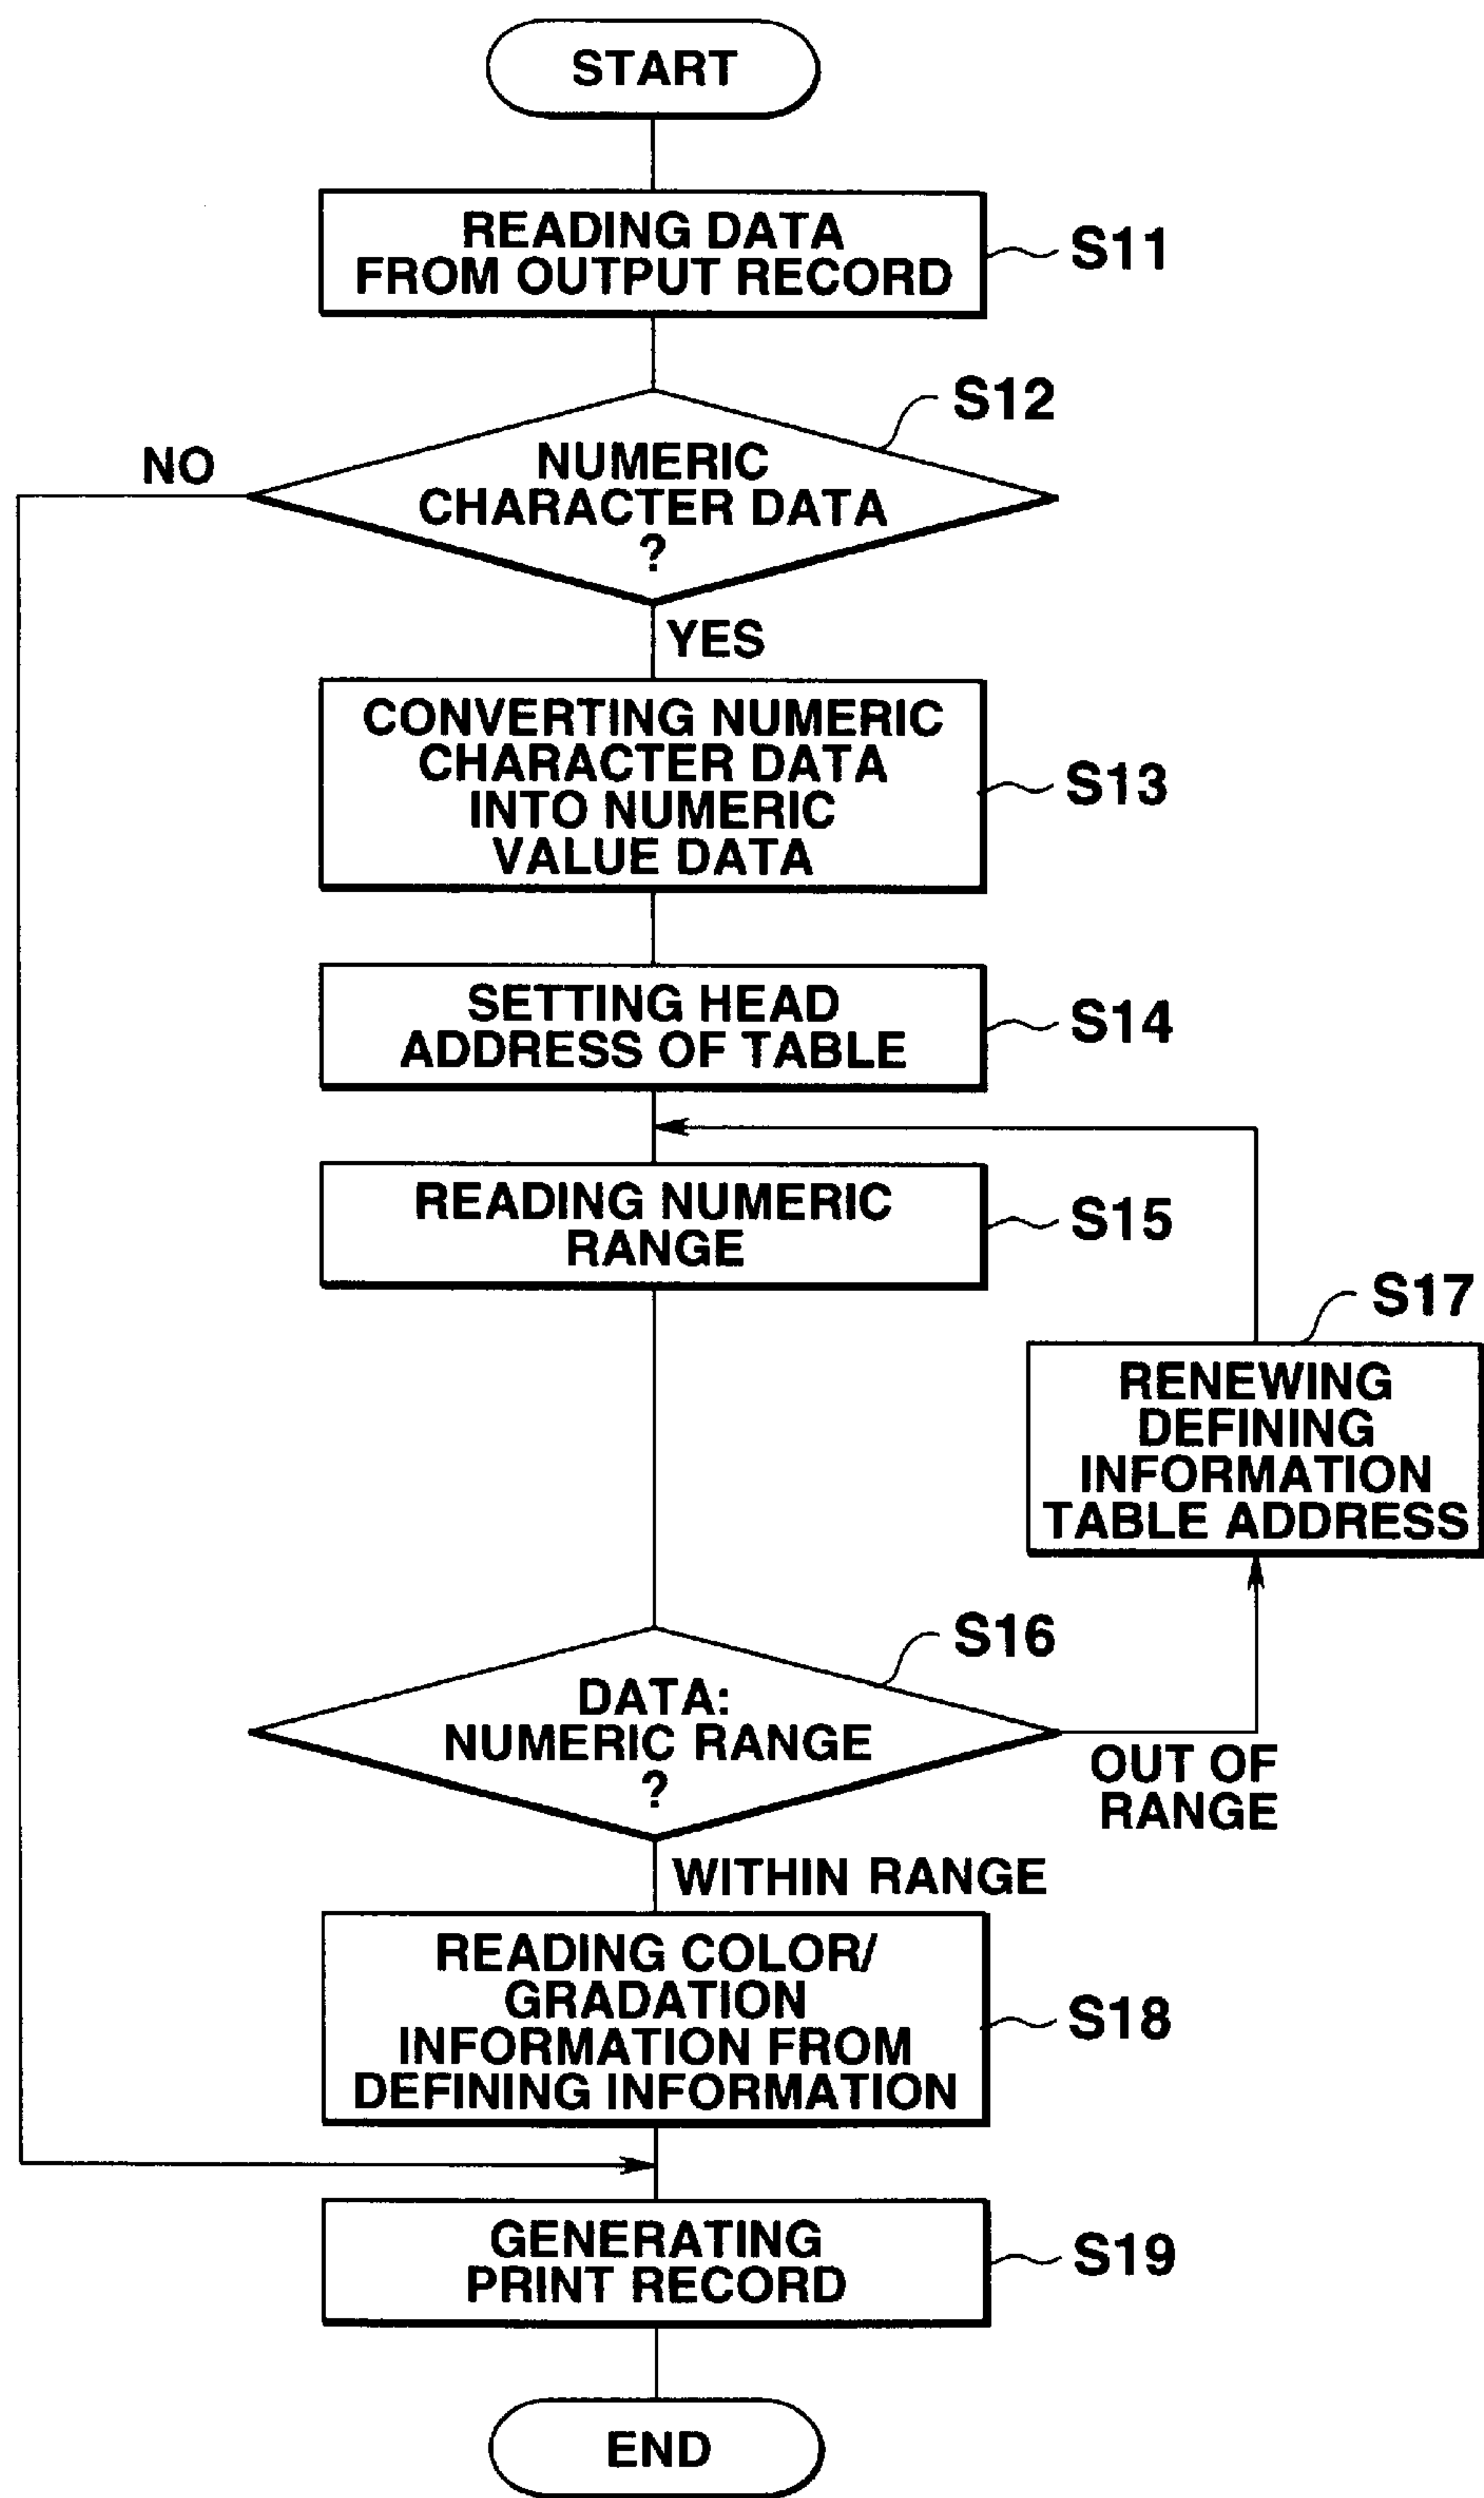 START
READING DATA
FROM OUTPUT RECORD
S11
S12
NUMERIC
CHARACTER DATA
?
NO
YES
CONVERTING NUMERIC
CHARACTER DATA
INTO NUMERIC
VALUE DATA
S13
SETTING HEAD
ADDRESS OF TABLE
S14
READING NUMERIC
RANGE
S15
S17
RENEWING
DEFINING
INFORMATION
TABLE ADDRESS
S16
DATA:
NUMERIC RANGE
?
OUT OF
RANGE
WITHIN RANGE
READING COLOR/
GRADATION
INFORMATION FROM
DEFINING INFORMATION
S18
GENERATING
PRINT RECORD
S19
END